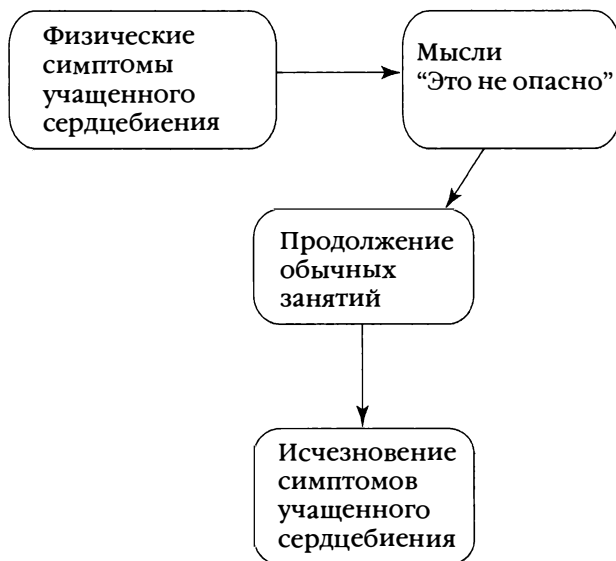 Физические
симптомы
учащенного
сердцебиения
Мысли
“Это не опасно”
Продолжение
обычных
занятий
Исчезновение
симптомов
учащенного
сердцебиения